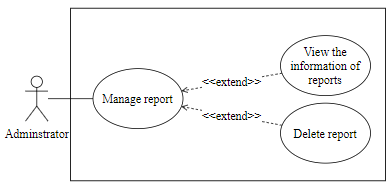 View the
information of
reports
<<extend>>
Manage report
<<extend>>
Adminstrator
Delete report